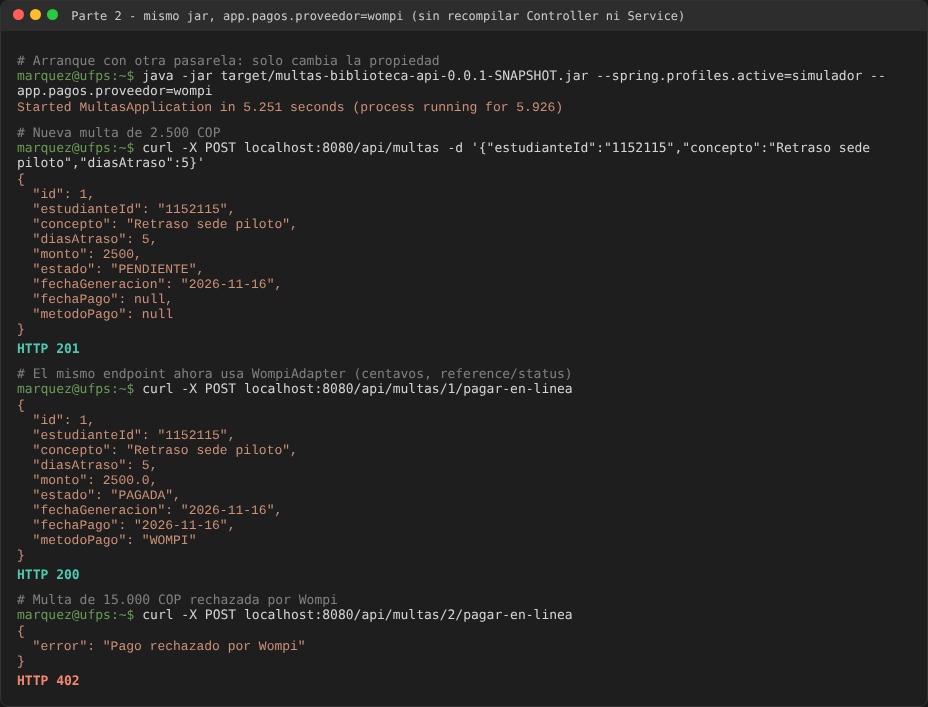 Parte 2 - mismo jar, app.pagos.proveedor=wompi (sin recompilar Controller ni Service)
# Arranque con otra pasarela: solo cambia la propiedad
marquez@ufps:~$ java -jar target/multas-biblioteca-api-0.0.1-SNAPSHOT.jar --spring.profiles.active=simulador --
app.pagos.proveedor=wompi
Started MultasApplication in 5.251 seconds (process running for 5.926)
# Nueva multa de 2.500 COP
marquez@ufps:~$ curl -X POST localhost:8080/api/multas -d '{"estudianteId":"1152115","concepto":"Retraso sede
piloto","diasAtraso":5}'
{
  "id": 1,
  "estudianteId": "1152115",
  "concepto": "Retraso sede piloto",
  "diasAtraso": 5,
  "monto": 2500,
  "estado": "PENDIENTE",
  "fechaGeneracion": "2026-11-16",
  "fechaPago": null,
  "metodoPago": null
}
HTTP 201
# El mismo endpoint ahora usa WompiAdapter (centavos, reference/status)
marquez@ufps:~$ curl -X POST localhost:8080/api/multas/1/pagar-en-linea
{
  "id": 1,
  "estudianteId": "1152115",
  "concepto": "Retraso sede piloto",
  "diasAtraso": 5,
  "monto": 2500.0,
  "estado": "PAGADA",
  "fechaGeneracion": "2026-11-16",
  "fechaPago": "2026-11-16",
  "metodoPago": "WOMPI"
}
HTTP 200
# Multa de 15.000 COP rechazada por Wompi
marquez@ufps:~$ curl -X POST localhost:8080/api/multas/2/pagar-en-linea
{
  "error": "Pago rechazado por Wompi"
}
HTTP 402